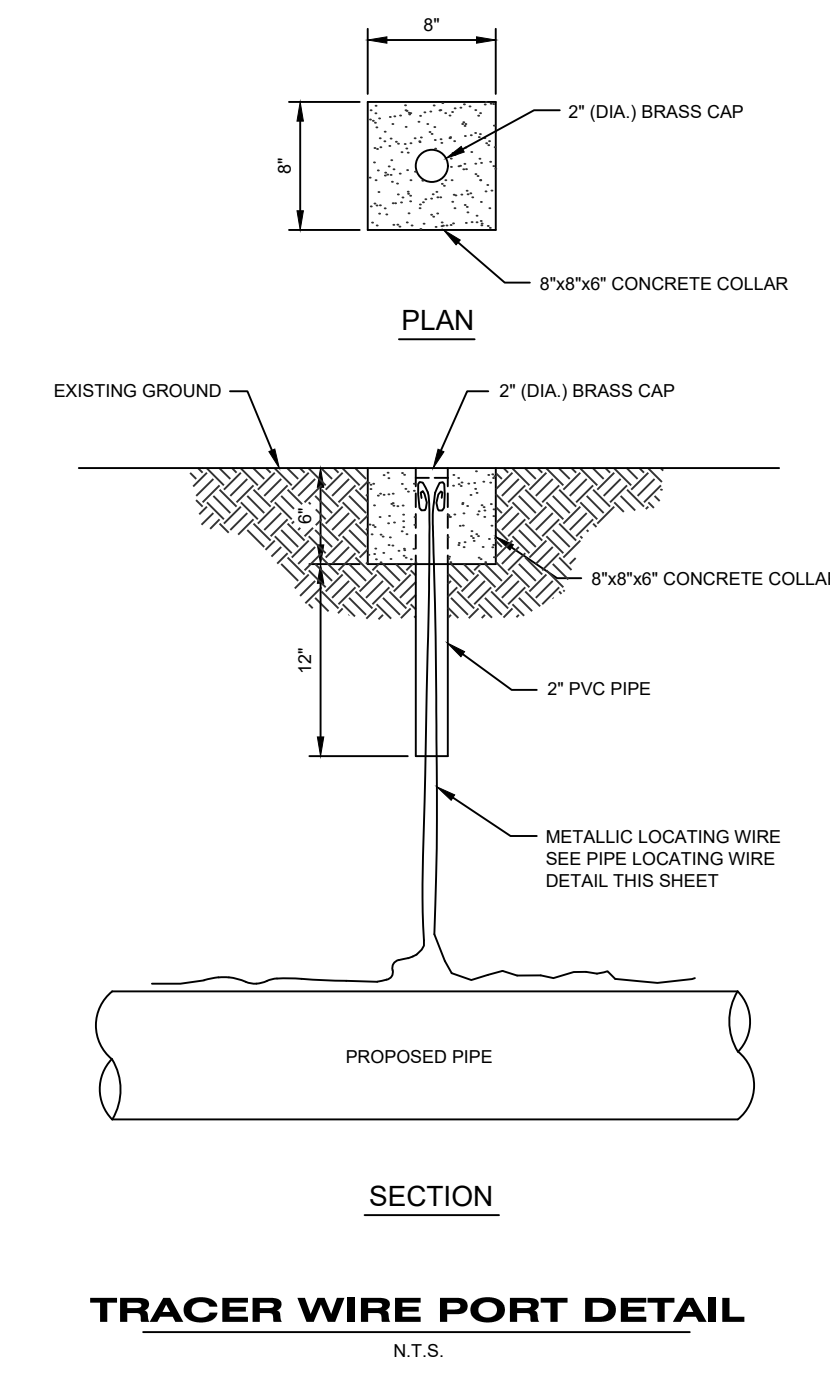 8"
2" (DIA.) BRASS CAP
8"
8"x8"x6" CONCRETE COLLAR
PLAN
EXISTING GROUND
2" (DIA.) BRASS CAP
6"
8"x8"x6" CONCRETE COLLAR
12"
2" PVC PIPE
METALLIC LOCATING WIRE
SEE PIPE LOCATING WIRE
DETAIL THIS SHEET
PROPOSED PIPE
SECTION
TRACER WIRE PORT DETAIL
N.T.S.